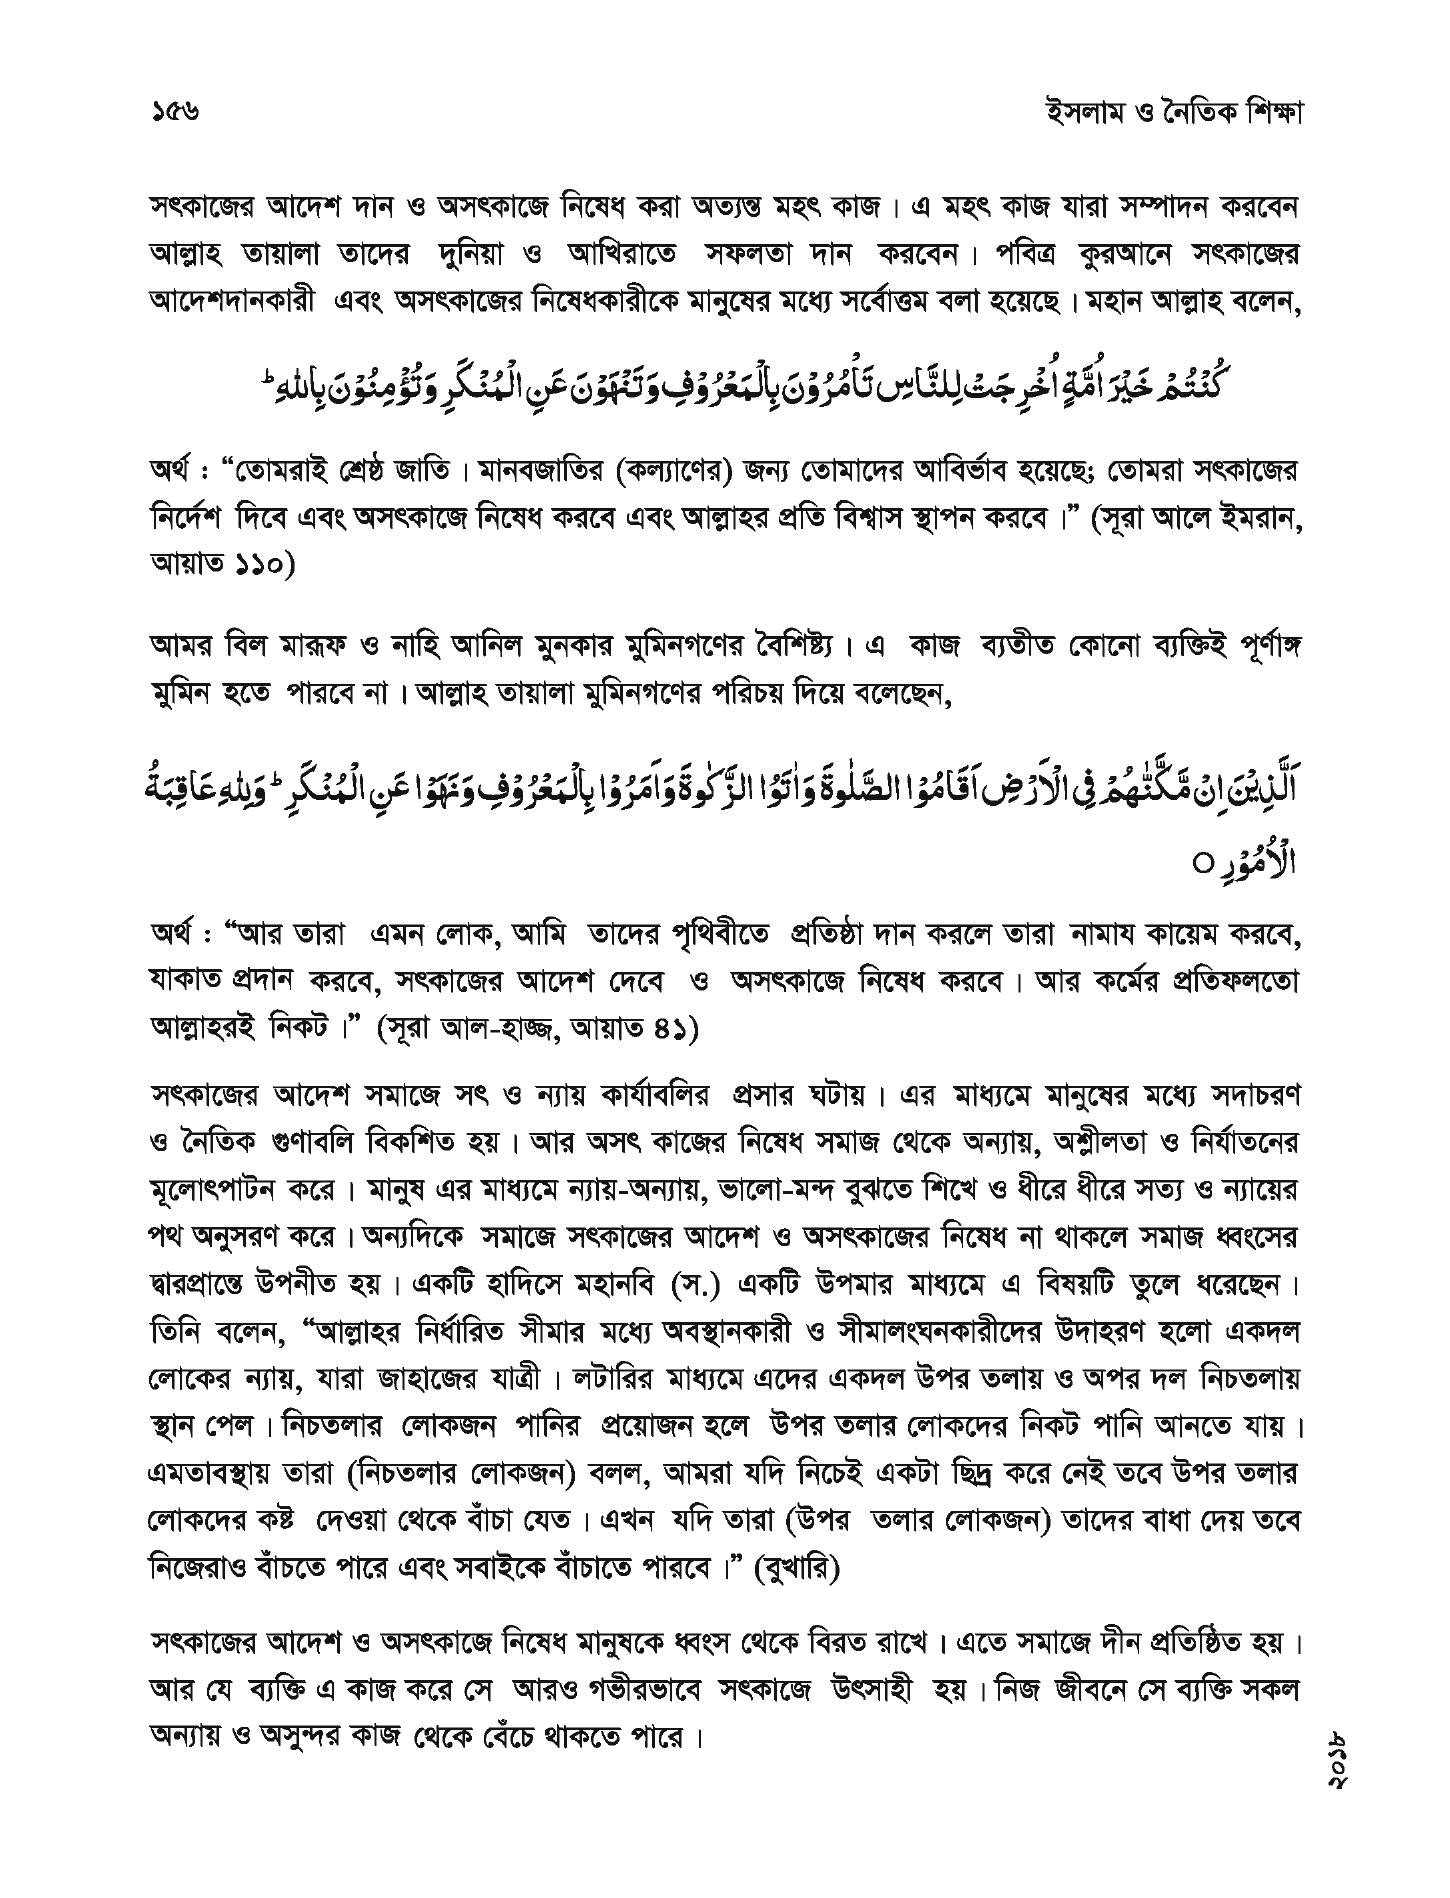 ১৫৬
ইসলাম ও নৈতিক শিক্ষা
সৎকাজের আদেশ দান ও অসৎকাজে নিষেধ করা অত্যন্ত মহৎ কাজ। এ মহৎ কাজ যারা সম্পাদন করবেন
আল্লাহ তায়ালা তাদের দুনিয়া ও আখিরাতে সফলতা দান করবেন। পবিত্র কুরআনে সৎকাজের
আদেশদানকারী এবং অসৎকাজের নিষেধকারীকে মানুষের মধ্যে সর্বোত্তম বলা হয়েছে। মহান আল্লাহ বলেন,
كُنْتُمْ خَيْرَ اُمَّةٍ اُخْرِجَتْ لِلنَّاسِ تَاْمُرُوْنَ بِالْمَعْرُوْفِ وَتَنْهَوْنَ عَنِ الْمُنْكَرِ وَتُؤْمِنُوْنَ بِاللهِ ؕ
অর্থ : “তোমরাই শ্রেষ্ঠ জাতি। মানবজাতির (কল্যাণের) জন্য তোমাদের আবির্ভাব হয়েছে; তোমরা সৎকাজের
নির্দেশ দিবে এবং অসৎকাজে নিষেধ করবে এবং আল্লাহর প্রতি বিশ্বাস স্থাপন করবে।” (সূরা আলে ইমরান,
আয়াত ১১০)
আমর বিল মারূফ ও নাহি আনিল মুনকার মুমিনগণের বৈশিষ্ট্য। এ কাজ ব্যতীত কোনো ব্যক্তিই পূর্ণাঙ্গ
মুমিন হতে পারবে না। আল্লাহ তায়ালা মুমিনগণের পরিচয় দিয়ে বলেছেন,
اَلَّذِيْنَ اِنْ مَّكَّنّٰهُمْ فِى الْاَرْضِ اَقَامُوْا الصَّلٰوةَ وَاٰتَوُا الزَّكٰوةَ وَاَمَرُوْا بِالْمَعْرُوْفِ وَنَهَوْا عَنِ الْمُنْكَرِ ؕ وَلِلهِ عَاقِبَةُ
الْاُمُوْرِ ○
অর্থ : “আর তারা এমন লোক, আমি তাদের পৃথিবীতে প্রতিষ্ঠা দান করলে তারা নামায কায়েম করবে,
যাকাত প্রদান করবে, সৎকাজের আদেশ দেবে ও অসৎকাজে নিষেধ করবে। আর কর্মের প্রতিফলতো
আল্লাহরই নিকট।” (সূরা আল-হাজ্জ, আয়াত ৪১)
সৎকাজের আদেশ সমাজে সৎ ও ন্যায় কার্যাবলির প্রসার ঘটায়। এর মাধ্যমে মানুষের মধ্যে সদাচরণ
ও নৈতিক গুণাবলি বিকশিত হয়। আর অসৎ কাজের নিষেধ সমাজ থেকে অন্যায়, অশ্লীলতা ও নির্যাতনের
মূলোৎপাটন করে। মানুষ এর মাধ্যমে ন্যায়-অন্যায়, ভালো-মন্দ বুঝতে শিখে ও ধীরে ধীরে সত্য ও ন্যায়ের
পথ অনুসরণ করে। অন্যদিকে সমাজে সৎকাজের আদেশ ও অসৎকাজের নিষেধ না থাকলে সমাজ ধ্বংসের
দ্বারপ্রান্তে উপনীত হয়। একটি হাদিসে মহানবি (স.) একটি উপমার মাধ্যমে এ বিষয়টি তুলে ধরেছেন।
তিনি বলেন, “আল্লাহর নির্ধারিত সীমার মধ্যে অবস্থানকারী ও সীমালংঘনকারীদের উদাহরণ হলো একদল
লোকের ন্যায়, যারা জাহাজের যাত্রী। লটারির মাধ্যমে এদের একদল উপর তলায় ও অপর দল নিচতলায়
স্থান পেল। নিচতলার লোকজন পানির প্রয়োজন হলে উপর তলার লোকদের নিকট পানি আনতে যায়।
এমতাবস্থায় তারা (নিচতলার লোকজন) বলল, আমরা যদি নিচেই একটা ছিদ্র করে নেই তবে উপর তলার
লোকদের কষ্ট দেওয়া থেকে বাঁচা যেত। এখন যদি তারা (উপর তলার লোকজন) তাদের বাধা দেয় তবে
নিজেরাও বাঁচতে পারে এবং সবাইকে বাঁচাতে পারবে।” (বুখারি)
সৎকাজের আদেশ ও অসৎকাজে নিষেধ মানুষকে ধ্বংস থেকে বিরত রাখে। এতে সমাজে দীন প্রতিষ্ঠিত হয়।
আর যে ব্যক্তি এ কাজ করে সে আরও গভীরভাবে সৎকাজে উৎসাহী হয়। নিজ জীবনে সে ব্যক্তি সকল
অন্যায় ও অসুন্দর কাজ থেকে বেঁচে থাকতে পারে।
২০১৮